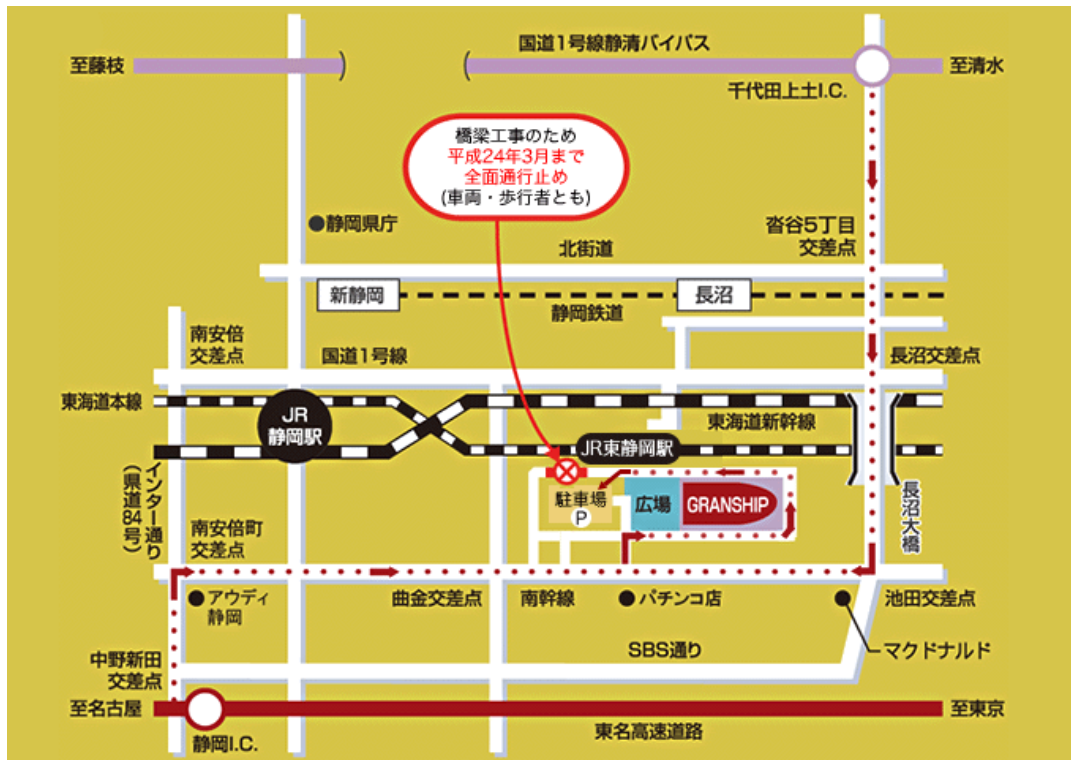 国道1号線静清バイパス
至藤枝
至清水
千代田上土I.C.
橋梁工事のため
平成24年3月まで
全面通行止め
(車両・歩行者とも)
静岡県庁
沓谷5丁目
交差点
北街道
新静岡
長沼
静岡鉄道
南安倍
交差点
国道1号線
長沼交差点
東海道本線
JR
静岡駅
東海道新幹線
JR東静岡駅
インター通り
(県道84号)
駐車場
P
広場
GRANSHIP
長沼大橋
南安倍町
交差点
アウディ
静岡
曲金交差点
南幹線
パチンコ店
池田交差点
マクドナルド
SBS通り
中野新田
交差点
至名古屋
至東京
東名高速道路
静岡I.C.